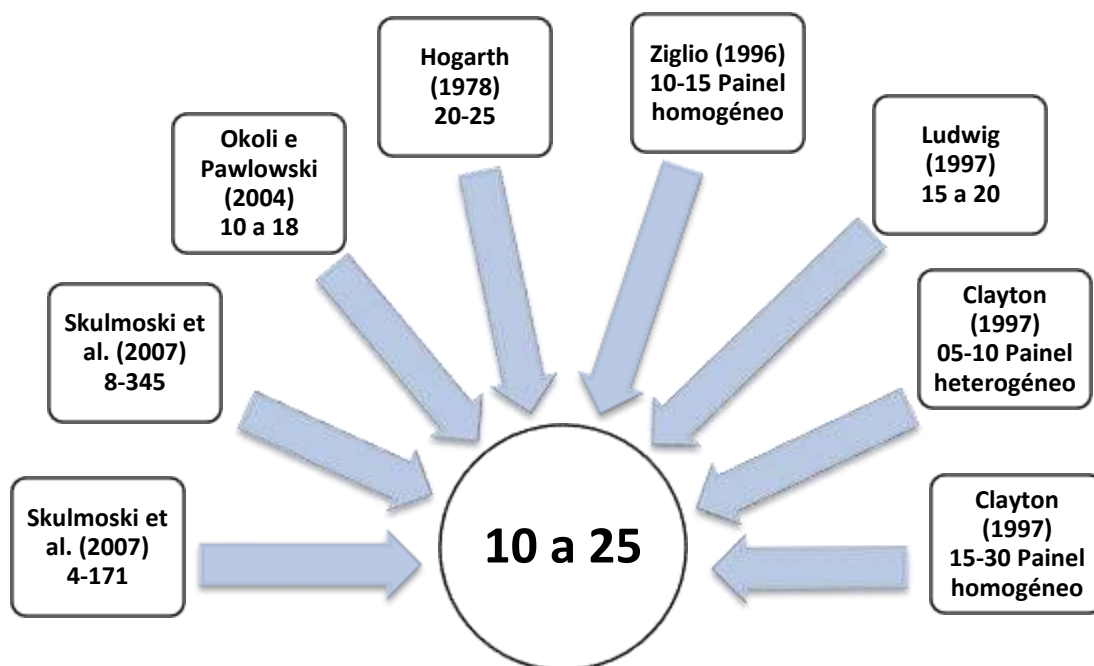 Hogarth
(1978)
20-25
Ziglio (1996)
10-15 Painel
homogéneo
Okoli e
Pawlowski
(2004)
10 a 18
Ludwig
(1997)
15 a 20
Skulmoski et
al. (2007)
8-345
Clayton
(1997)
05-10 Painel
heterogéneo
Skulmoski et
al. (2007)
4-171
10 a 25
Clayton
(1997)
15-30 Painel
homogéneo